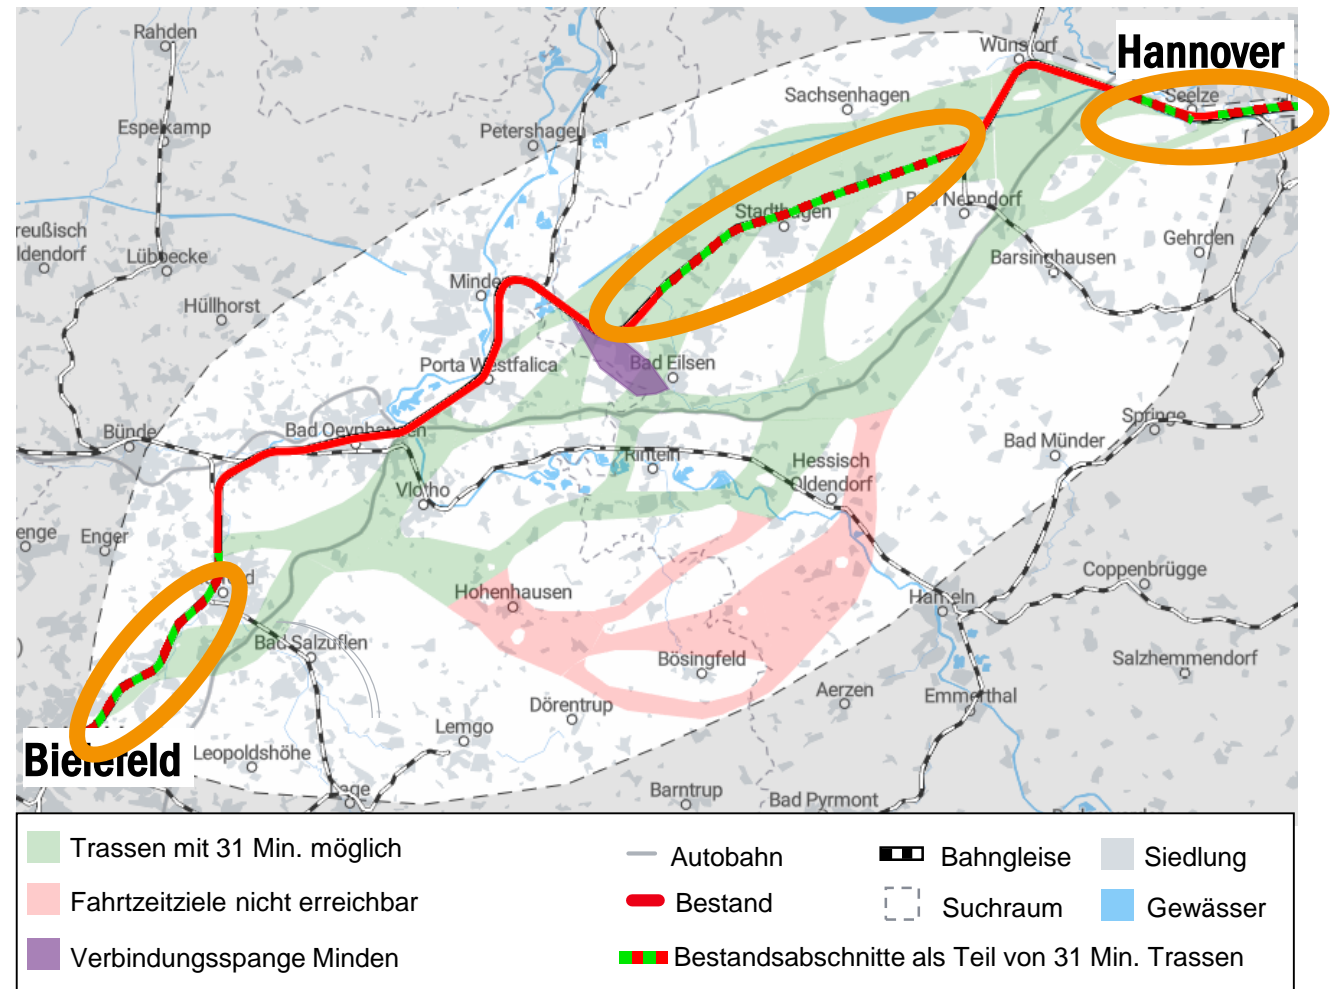 Rahden
Wunstorf
Hannover
Sachsenhagen
Seelze
Espelkamp
Petershagen
Stadthagen
Bad Nenndorf
reußisch
ldendorf
Lübbecke
Gehrden
Barsinghausen
Minden
Hüllhorst
Porta Westfalica
Bad Eilsen
Springe
Bünde
Bad Oeynhausen
Bad Münder
Rinteln
Hessisch
Oldendorf
Vlotho
enge
Enger
Coppenbrügge
Herford
Hohenhausen
Hameln
Bad Salzuflen
Bösingfeld
Salzhemmendorf
Aerzen
Emmerthal
Dörentrup
Lemgo
Bielefeld
Leopoldshöhe
Barntrup
Bad Pyrmont
age
Trassen mit 31 Min. möglich
Autobahn
Bahngleise
Siedlung
Fahrtzeitziele nicht erreichbar
Bestand
Suchraum
Gewässer
Verbindungsspange Minden
Bestandsabschnitte als Teil von 31 Min. Trassen